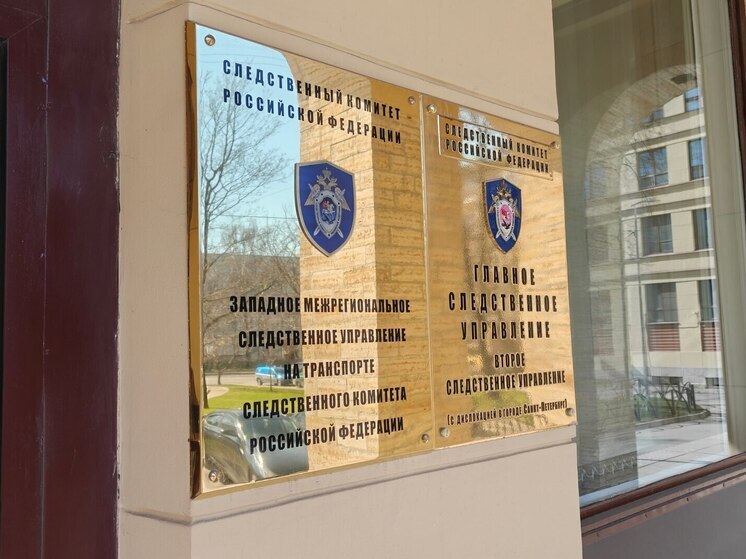 СЛЕДСТВЕННЫЙ КОМИТЕТ
РОССИЙСКОЙ ФЕДЕРАЦИИ
ЗАПАДНОЕ МЕЖРЕГИОНАЛЬНОЕ
СЛЕДСТВЕННОЕ УПРАВЛЕНИЕ
НА ТРАНСПОРТЕ
СЛЕДСТВЕННОГО КОМИТЕТА
РОССИЙСКОЙ ФЕДЕРАЦИИ
СЛЕДСТВЕННЫЙ КОМИТЕТ
РОССИЙСКОЙ ФЕДЕРАЦИИ
ГЛАВНОЕ
СЛЕДСТВЕННОЕ
УПРАВЛЕНИЕ
ВТОРОЕ
СЛЕДСТВЕННОЕ УПРАВЛЕНИЕ
(с дислокацией в городе Санкт-Петербург)